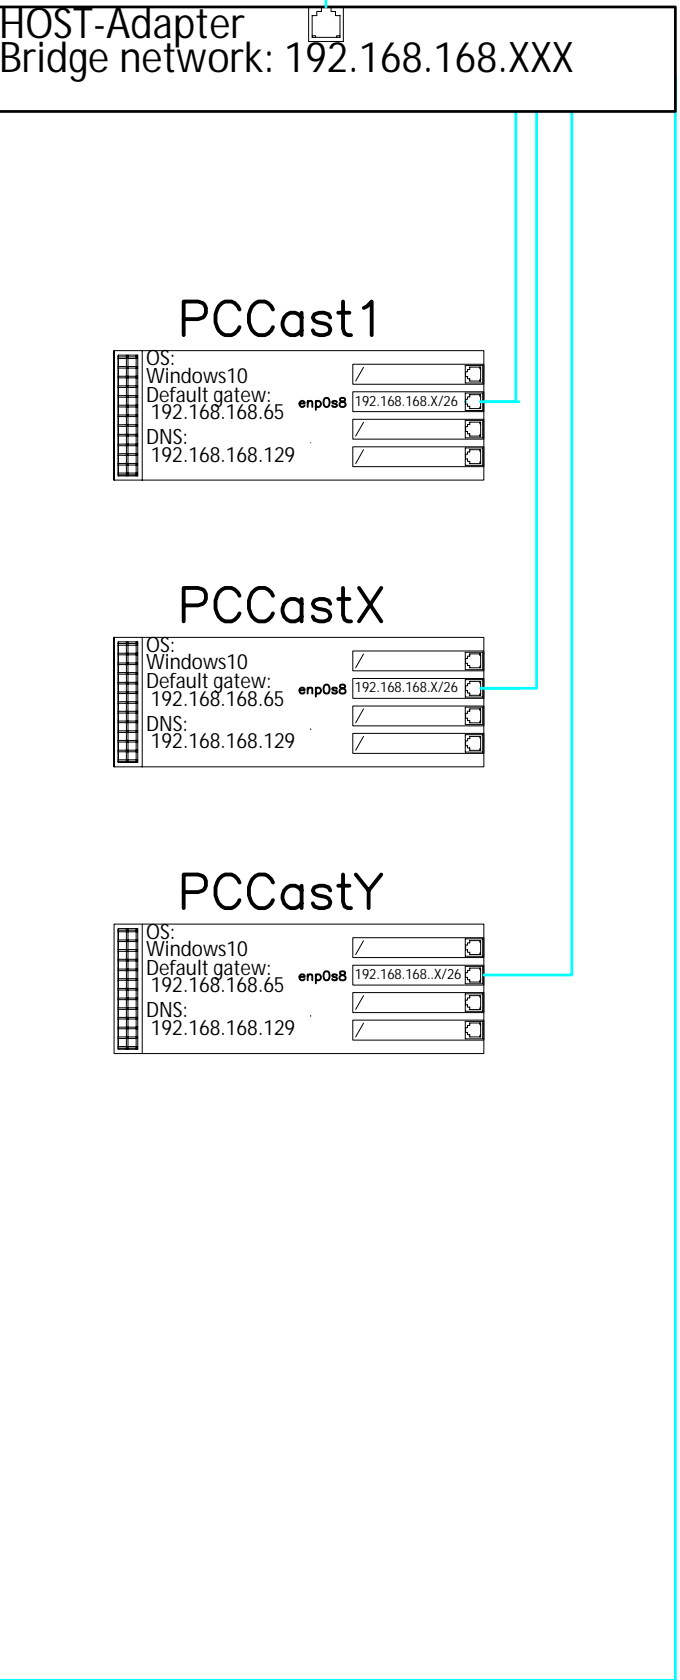 HOST-Adapter
Bridge network: 192.168.168.XXX
PCCast1
OS:
Windows10
Default gatew:
192.168.168.65
DNS:
192.168.168.129
/
enp0s8 192.168.168.X/26
/
/
PCCastX
OS:
Windows10
Default gatew:
192.168.168.65
DNS:
192.168.168.129
/
enp0s8 192.168.168.X/26
/
/
PCCastY
OS:
Windows10
Default gatew:
192.168.168.65
DNS:
192.168.168.129
/
enp0s8 192.168.168..X/26
/
/